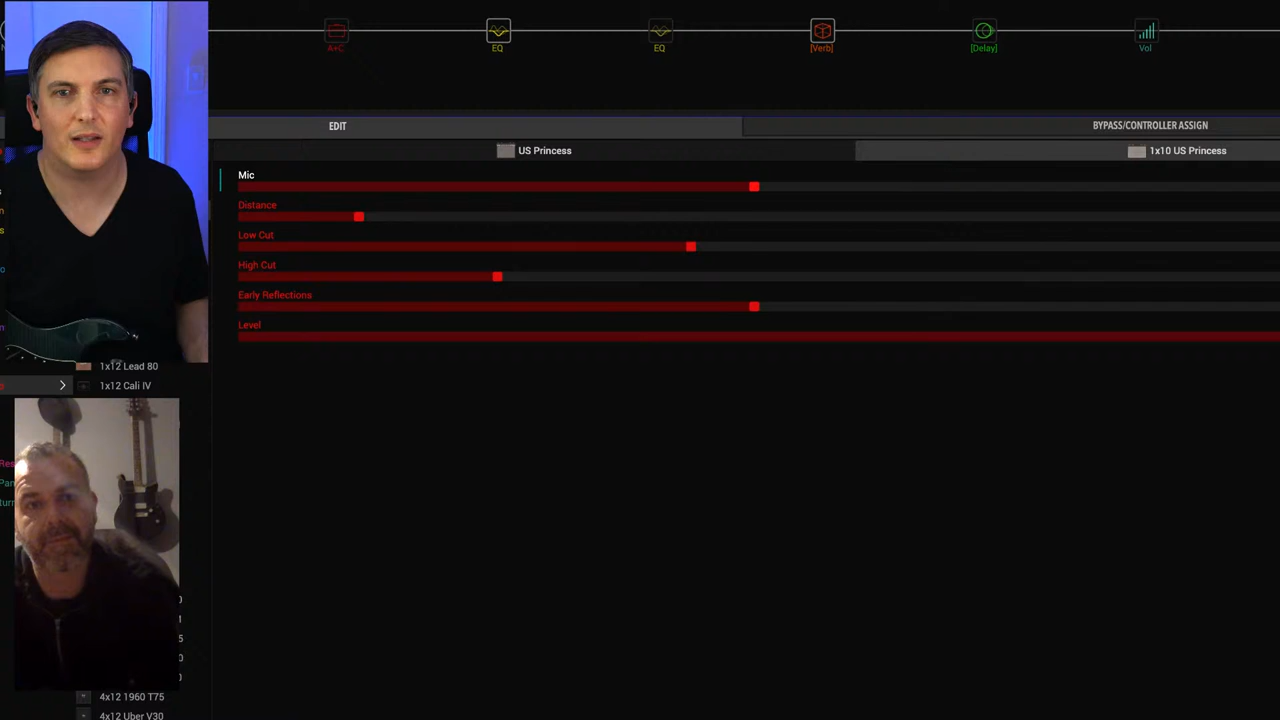 A+C
EQ
EQ
[Verb]
[Delay]
Vol
EDIT
BYPASS/CONTROLLER ASSIGN
US Princess
1x10 US Princess
Mic
Distance
Low Cut
High Cut
Early Reflections
Level
1x12 Lead 80
1x12 Cali IV
4x12 1960 T75
4x12 Uber V30